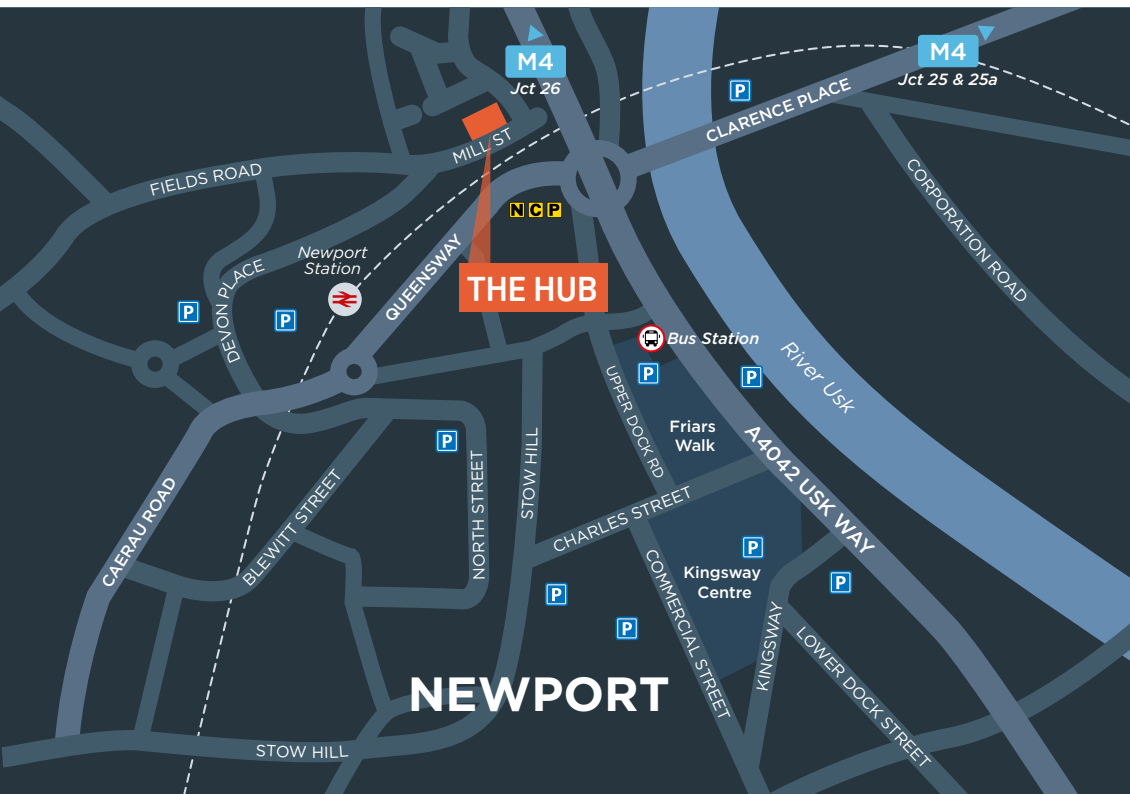 M4
Jct 26
M4
Jct 25 & 25a
P
CLARENCE PLACE
MILL ST
FIELDS ROAD
CORPORATION ROAD
NCP
Newport
Station
QUEENSWAY
THE HUB
DEVON PLACE
P
P
Bus Station
P
P
River Usk
UPPER DOCK RD
Friars
Walk
A4042 USK WAY
P
STOW HILL
NORTH STREET
BLEWITT STREET
CAERAU ROAD
CHARLES STREET
P
Kingsway
Centre
COMMERCIAL STREET
P
P
P
KINGSWAY
LOWER DOCK STREET
NEWPORT
STOW HILL